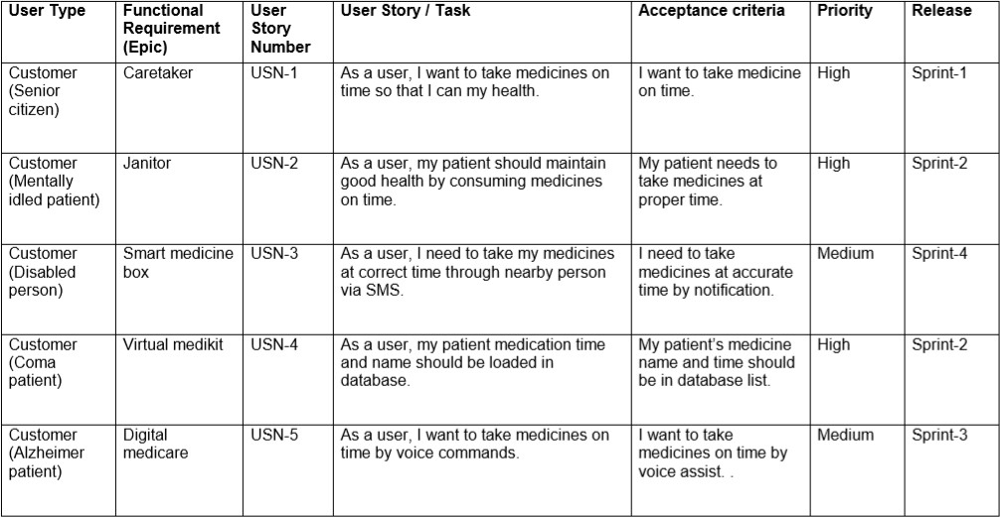 User Type Functional Requirement (Epic) User Story Number User Story / Task Acceptance criteria Priority Release
Customer (Senior citizen) Caretaker USN-1 As a user, I want to take medicines on time so that I can my health. I want to take medicine on time. High Sprint-1
Customer (Mentally idled patient) Janitor USN-2 As a user, my patient should maintain good health by consuming medicines on time. My patient needs to take medicines at proper time. High Sprint-2
Customer (Disabled person) Smart medicine box USN-3 As a user, I need to take my medicines at correct time through nearby person via SMS. I need to take medicines at accurate time by notification. Medium Sprint-4
Customer (Coma patient) Virtual medikit USN-4 As a user, my patient medication time and name should be loaded in database. My patient's medicine name and time should be in database list. High Sprint-2
Customer (Alzheimer patient) Digital medicare USN-5 As a user, I want to take medicines on time by voice commands. I want to take medicines on time by voice assist. . Medium Sprint-3